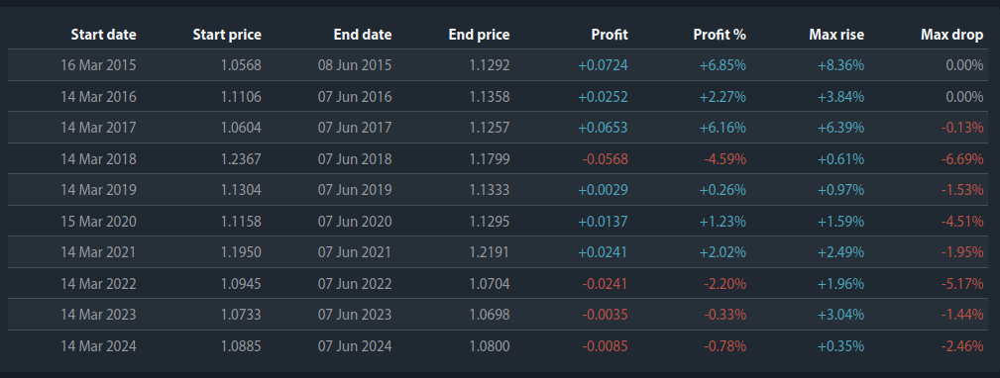 Start date Start price End date End price Profit Profit % Max rise Max drop
16 Mar 2015 1.0568 08 Jun 2015 1.1292 +0.0724 +6.85% +8.36% 0.00%
14 Mar 2016 1.1106 07 Jun 2016 1.1358 +0.0252 +2.27% +3.84% 0.00%
14 Mar 2017 1.0604 07 Jun 2017 1.1257 +0.0653 +6.16% +6.39% -0.13%
14 Mar 2018 1.2367 07 Jun 2018 1.1799 -0.0568 -4.59% +0.61% -6.69%
14 Mar 2019 1.1304 07 Jun 2019 1.1333 +0.0029 +0.26% +0.97% -1.53%
15 Mar 2020 1.1158 07 Jun 2020 1.1295 +0.0137 +1.23% +1.59% -4.51%
14 Mar 2021 1.1950 07 Jun 2021 1.2191 +0.0241 +2.02% +2.49% -1.95%
14 Mar 2022 1.0945 07 Jun 2022 1.0704 -0.0241 -2.20% +1.96% -5.17%
14 Mar 2023 1.0733 07 Jun 2023 1.0698 -0.0035 -0.33% +3.04% -1.44%
14 Mar 2024 1.0885 07 Jun 2024 1.0800 -0.0085 -0.78% +0.35% -2.46%